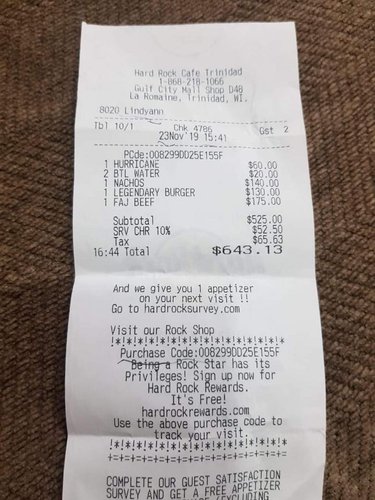 Hard Rock Cafe Trinidad
1-868-218-1066
Gulf City Mall Shop D48
La Romaine, Trinidad, WI.
8020 Lindyann
Tbl 10/1 Chk 4786 Gst 2
23Nov'19 15:41
PCde:008299DD25E155F
1 HURRICANE $60.00
2 BTL WATER $20.00
1 NACHOS $140.00
1 LEGENDARY BURGER $130.00
1 FAJ BEEF $175.00
Subtotal $525.00
SRV CHR 10% $52.50
Tax $65.63
16:44 Total $643.13
And we give you 1 appetizer
on your next visit !!
Go to hardrocksurvey.com
Visit our Rock Shop
!*!*!*!*!*!*!*!*!*!*!*!*!*!*!*
Purchase Code:008299DD25E155F
Being a Rock Star has its
Privileges! Sign up now for
Hard Rock Rewards.
It's Free!
hardrockrewards.com
Use the above purchase code to
track your visit.
!*!*!*!*!*!*!*!*!*!*!*!*!*!*!*
+=+=+=+=+=+=+=+=+=+=+=+=+=+=+
COMPLETE OUR GUEST SATISFACTION
SURVEY AND GET A FREE APPETIZER
(EXCLUDING